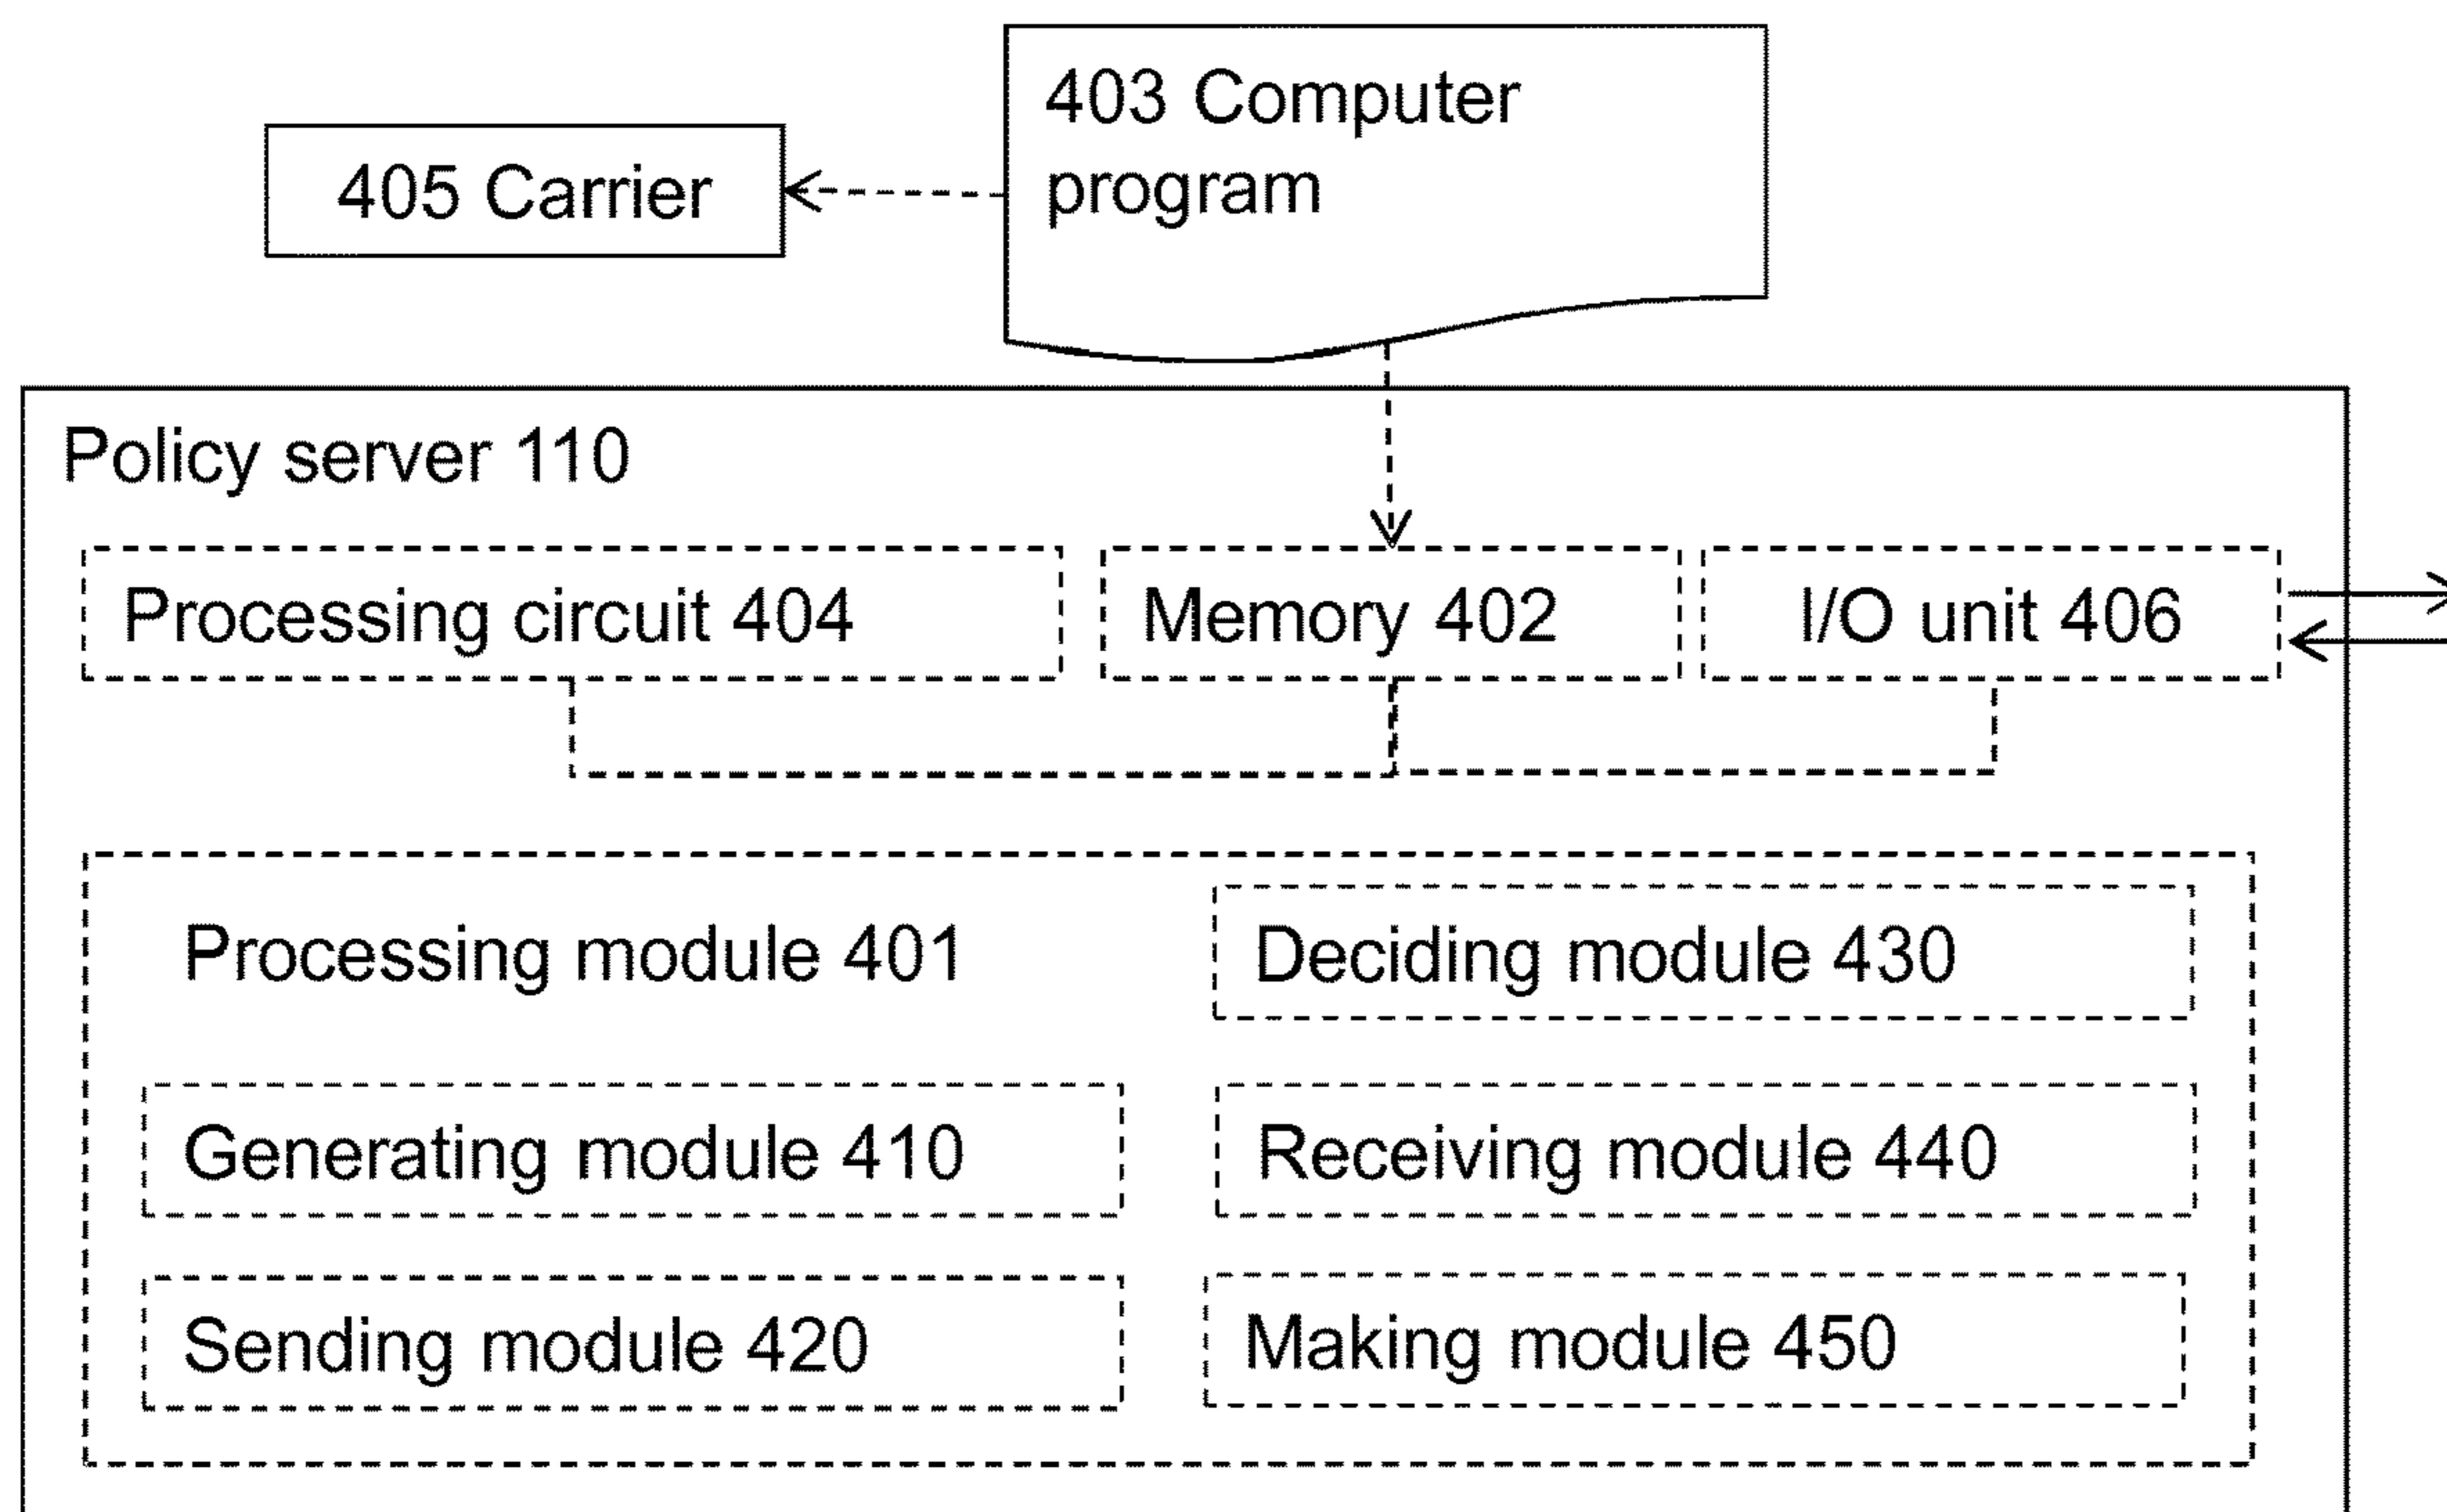 403 Computer
program
405 Carrier
Policy server 110
Processing circuit 404
Memory 402
I/O unit 406
Processing module 401
Deciding module 430
Generating module 410
Receiving module 440
Sending module 420
Making module 450